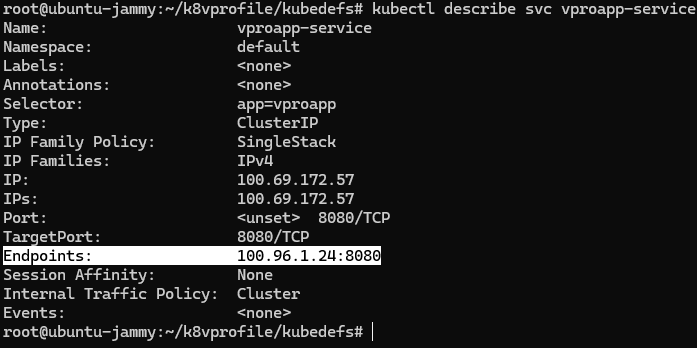 root@ubuntu-jammy:~/k8vprofile/kubedefs# kubectl describe svc vproapp-service
Name:                     vproapp-service
Namespace:                default
Labels:                   <none>
Annotations:              <none>
Selector:                 app=vproapp
Type:                     ClusterIP
IP Family Policy:         SingleStack
IP Families:              IPv4
IP:                       100.69.172.57
IPs:                      100.69.172.57
Port:                     <unset>  8080/TCP
TargetPort:               8080/TCP
Endpoints:                100.96.1.24:8080
Session Affinity:         None
Internal Traffic Policy:  Cluster
Events:                   <none>
root@ubuntu-jammy:~/k8vprofile/kubedefs#